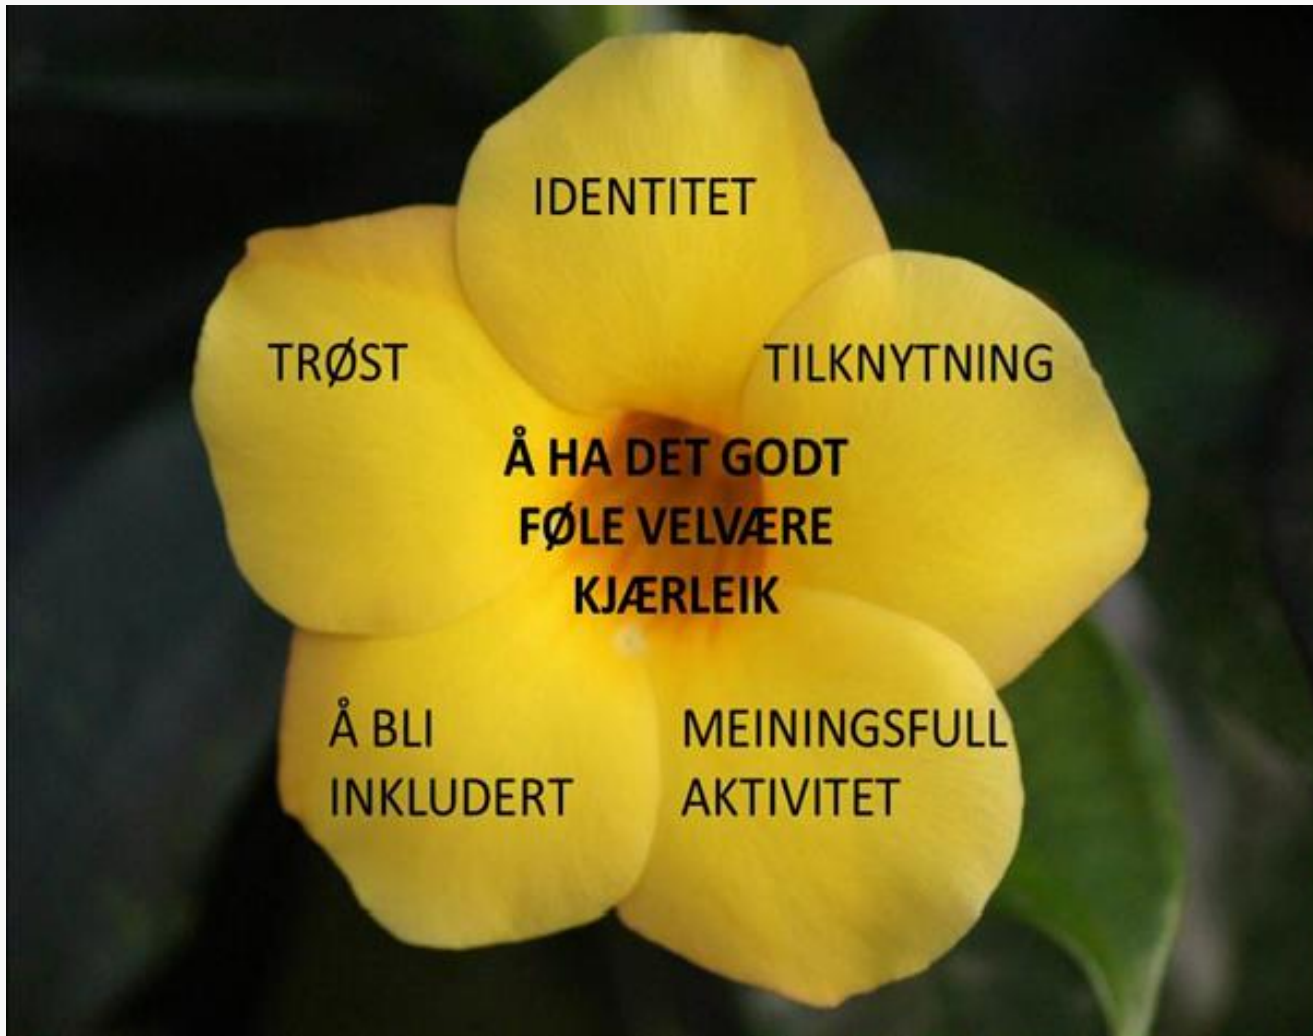 IDENTITET
TRØST
TILKNYTNING
Å HA DET GODT
FØLE VELVÆRE
KJÆRLEIK
Å BLI
INKLUDERT
MEININGSFULL
AKTIVITET